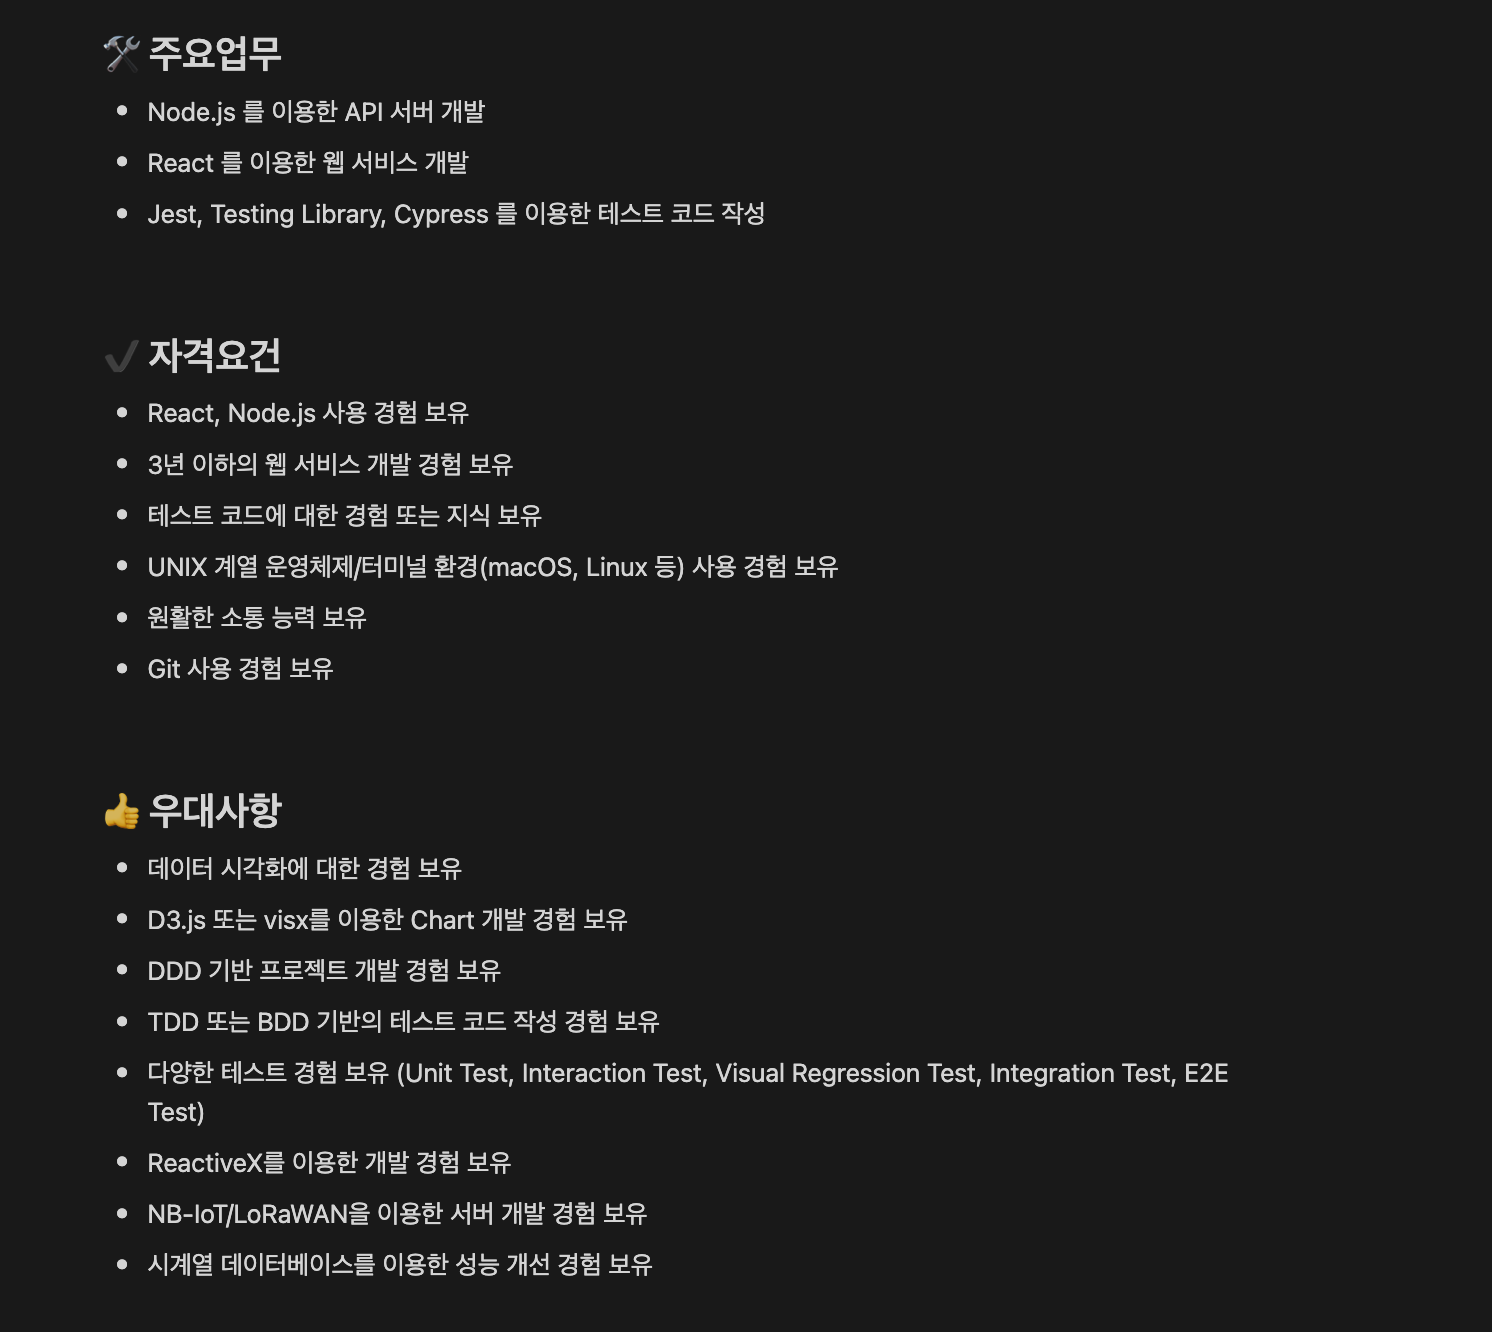 🛠 주요업무
• Node.js 를 이용한 API 서버 개발
• React 를 이용한 웹 서비스 개발
• Jest, Testing Library, Cypress 를 이용한 테스트 코드 작성
✔ 자격요건
• React, Node.js 사용 경험 보유
• 3년 이하의 웹 서비스 개발 경험 보유
• 테스트 코드에 대한 경험 또는 지식 보유
• UNIX 계열 운영체제/터미널 환경(macOS, Linux 등) 사용 경험 보유
• 원활한 소통 능력 보유
• Git 사용 경험 보유
👍 우대사항
• 데이터 시각화에 대한 경험 보유
• D3.js 또는 visx를 이용한 Chart 개발 경험 보유
• DDD 기반 프로젝트 개발 경험 보유
• TDD 또는 BDD 기반의 테스트 코드 작성 경험 보유
• 다양한 테스트 경험 보유 (Unit Test, Interaction Test, Visual Regression Test, Integration Test, E2E
Test)
• ReactiveX를 이용한 개발 경험 보유
• NB-IoT/LoRaWAN을 이용한 서버 개발 경험 보유
• 시계열 데이터베이스를 이용한 성능 개선 경험 보유